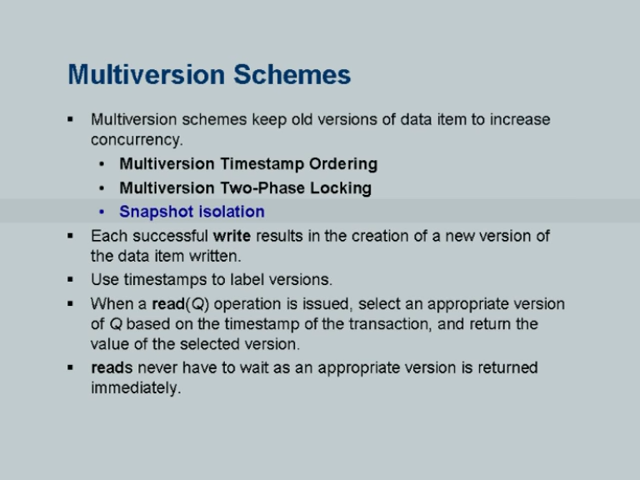 Multiversion Schemes
▪ Multiversion schemes keep old versions of data item to increase
concurrency.
• Multiversion Timestamp Ordering
• Multiversion Two-Phase Locking
• Snapshot isolation
▪ Each successful write results in the creation of a new version of
the data item written.
▪ Use timestamps to label versions.
▪ When a read(Q) operation is issued, select an appropriate version
of Q based on the timestamp of the transaction, and return the
value of the selected version.
▪ reads never have to wait as an appropriate version is returned
immediately.